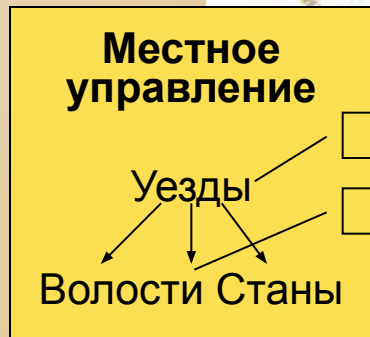 Местное
управление
Уезды
Волости Станы